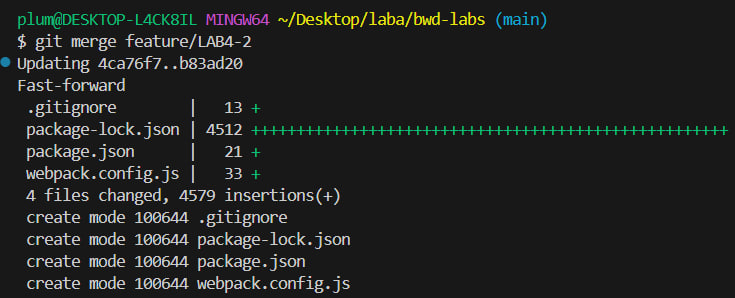 plum@DESKTOP-L4CK8IL MINGW64 ~/Desktop/laba/bwd-labs (main)
$ git merge feature/LAB4-2
Updating 4ca76f7..b83ad20
Fast-forward
 .gitignore        |   13 +
 package-lock.json | 4512 ++++++++++++++++++++++++++++++++++++++++++++++++++++
 package.json      |   21 +
 webpack.config.js |   33 +
 4 files changed, 4579 insertions(+)
 create mode 100644 .gitignore
 create mode 100644 package-lock.json
 create mode 100644 package.json
 create mode 100644 webpack.config.js